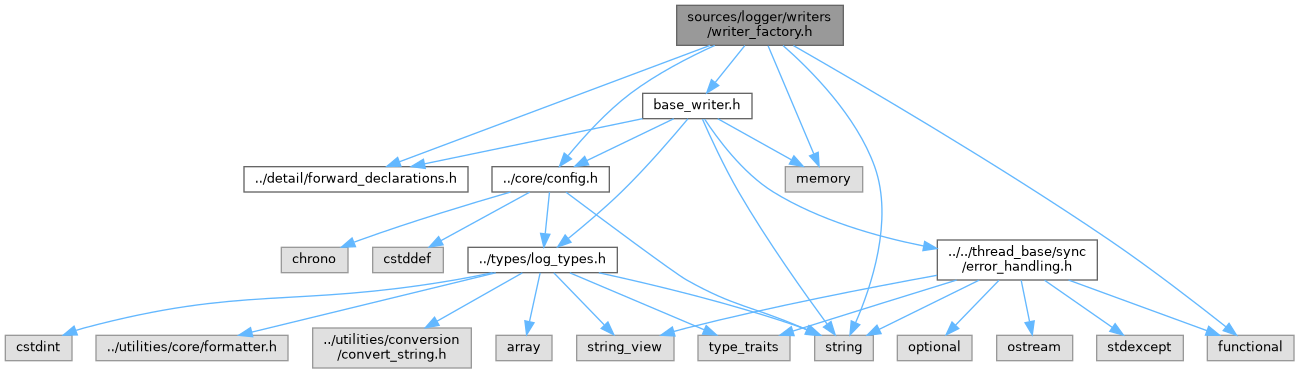 sources/logger/writers
/writer_factory.h
base_writer.h
../detail/forward_declarations.h
../core/config.h
memory
chrono
cstddef
../types/log_types.h
../../thread_base/sync
/error_handling.h
cstdint
../utilities/core/formatter.h
../utilities/conversion
/convert_string.h
array
string_view
type_traits
string
optional
ostream
stdexcept
functional